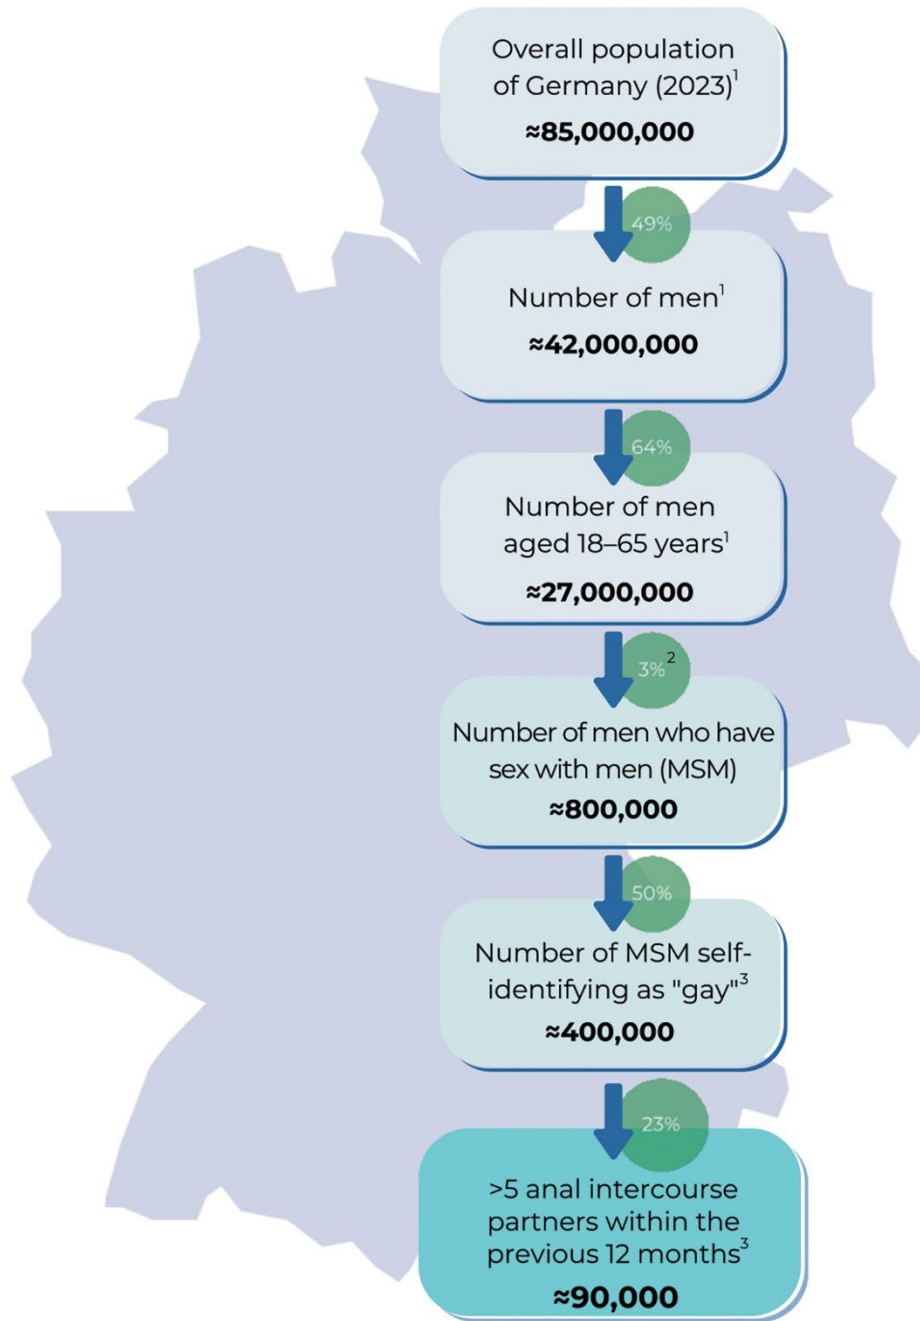 Overall population
of Germany (2023)¹
≈85,000,000
49%
Number of men¹
≈42,000,000
64%
Number of men
aged 18–65 years¹
≈27,000,000
3%²
Number of men who have
sex with men (MSM)
≈800,000
50%
Number of MSM self-
identifying as "gay"³
≈400,000
23%
>5 anal intercourse
partners within the
previous 12 months³
≈90,000